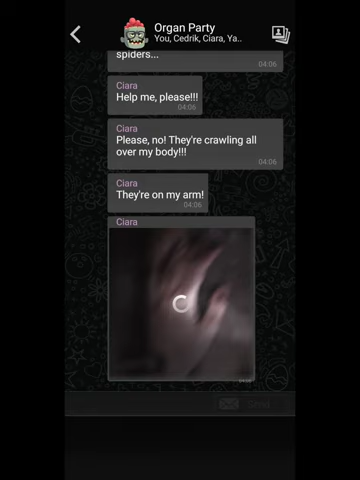 Organ Party
You, Cedrik, Ciara, Ya..
spiders...
04:06
Ciara
Help me, please!!!
04:06
Ciara
Please, no! They're crawling all
over my body!!!
04:06
Ciara
They're on my arm!
04:06
Ciara
Send